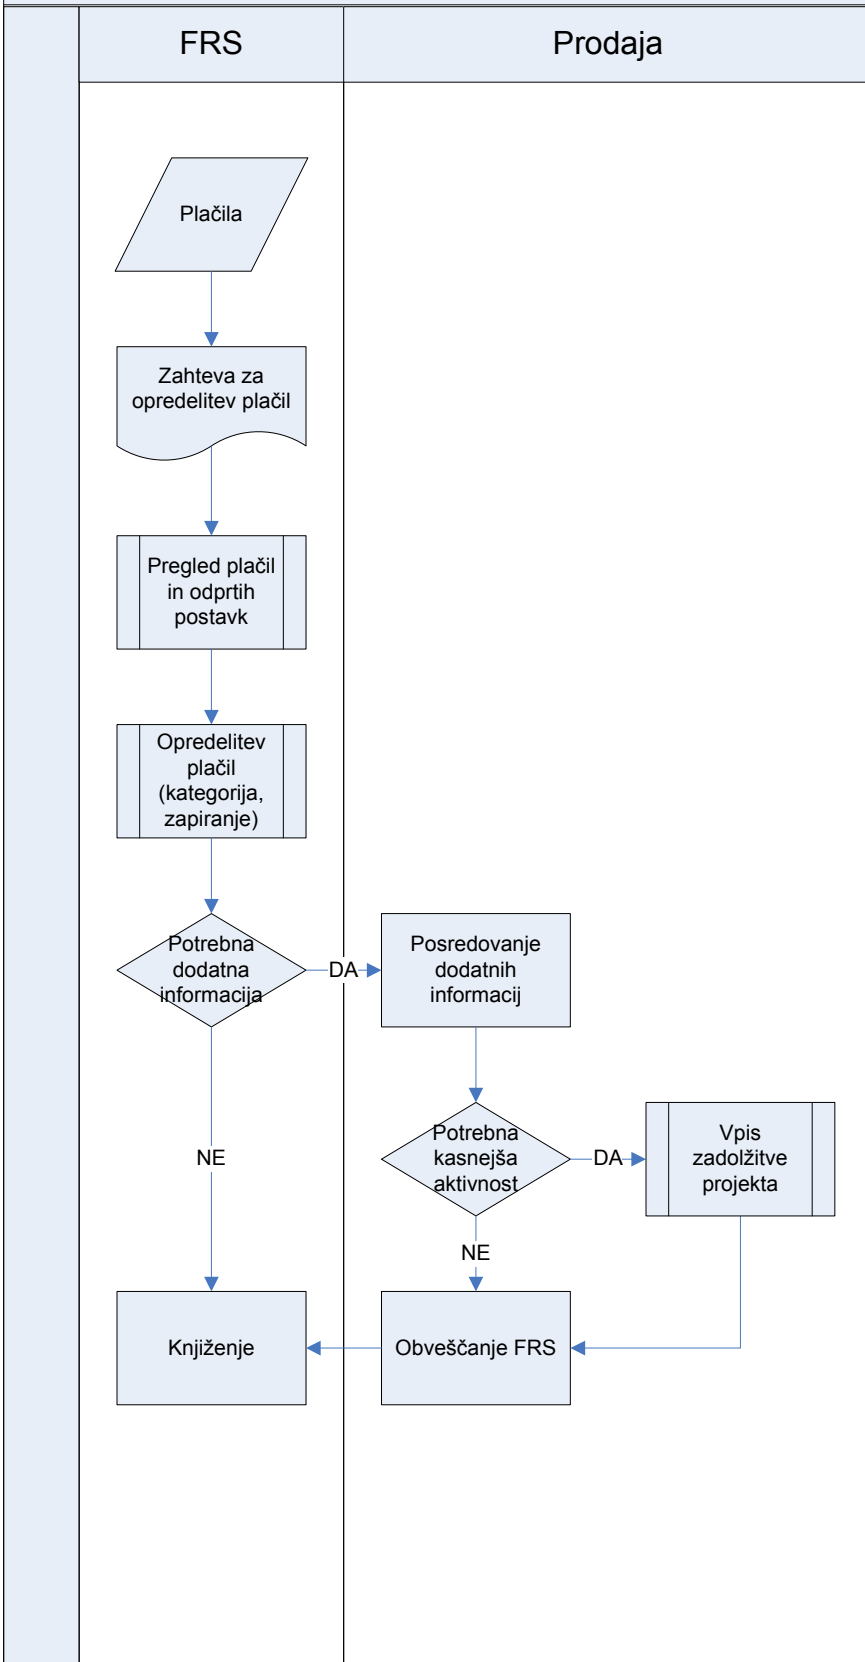 FRS
Prodaja
Plačila
Zahteva za
opredelitev plačil
Pregled plačil
in odprtih
postavk
Opredelitev
plačil
(kategorija,
zapiranje)
Potrebna
dodatna
informacija
DA
Posredovanje
dodatnih
informacij
NE
Potrebna
kasnejša
aktivnost
DA
Vpis
zadolžitve
projekta
NE
Knjiženje
Obveščanje FRS